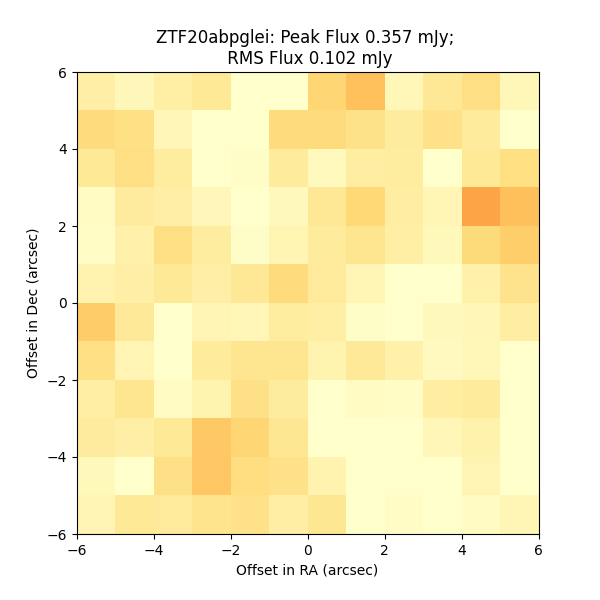 ZTF20abpglei: Peak Flux 0.357 mJy;
RMS Flux 0.102 mJy
6
4
2
0
−2
−4
−6
Offset in Dec (arcsec)
−6 −4 −2 0 2 4 6
Offset in RA (arcsec)